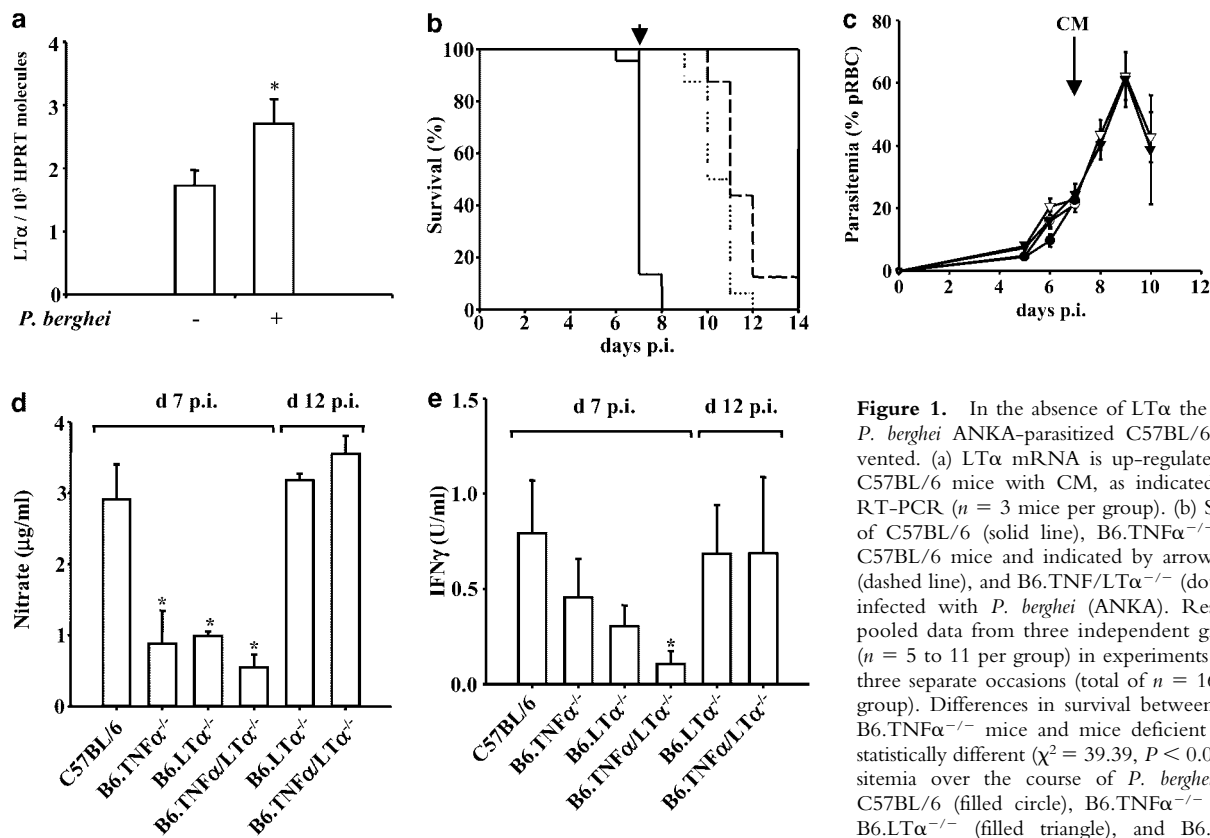 a
LTα / 10³ HPRT molecules
4
3
2
1
0
*
P. berghei
-
+
b
Survival (%)
100
80
60
40
20
0
0 2 4 6 8 10 12 14
days p.i.
c
CM
Parasitemia (% pRBC)
80
60
40
20
0
0 2 4 6 8 10 12
days p.i.
d
d 7 p.i.
d 12 p.i.
Nitrate (μg/ml)
4
3
2
1
0
*
*
*
C57BL/6
B6.TNFα-/-
B6.LTα-/-
B6.TNFα/LTα-/-
B6.LTα-/-
B6.TNFα/LTα-/-
e
d 7 p.i.
d 12 p.i.
IFNγ (U/ml)
1.5
1.0
0.5
0.0
*
C57BL/6
B6.TNFα-/-
B6.LTα-/-
B6.TNFα/LTα-/-
B6.LTα-/-
B6.TNFα/LTα-/-
Figure 1. In the absence of LTα the
P. berghei ANKA-parasitized C57BL/6
vented. (a) LTα mRNA is up-regulate
C57BL/6 mice with CM, as indicated
RT-PCR (n = 3 mice per group). (b) S
of C57BL/6 (solid line), B6.TNFα−/−
C57BL/6 mice and indicated by arrow
(dashed line), and B6.TNF/LTα−/− (do
infected with P. berghei (ANKA). Res
pooled data from three independent g
(n = 5 to 11 per group) in experiments
three separate occasions (total of n = 16
group). Differences in survival between
B6.TNFα−/− mice and mice deficient
statistically different (χ² = 39.39, P < 0.0
sitemia over the course of P. berghe
C57BL/6 (filled circle), B6.TNFα−/−
B6.LTα−/− (filled triangle), and B6.